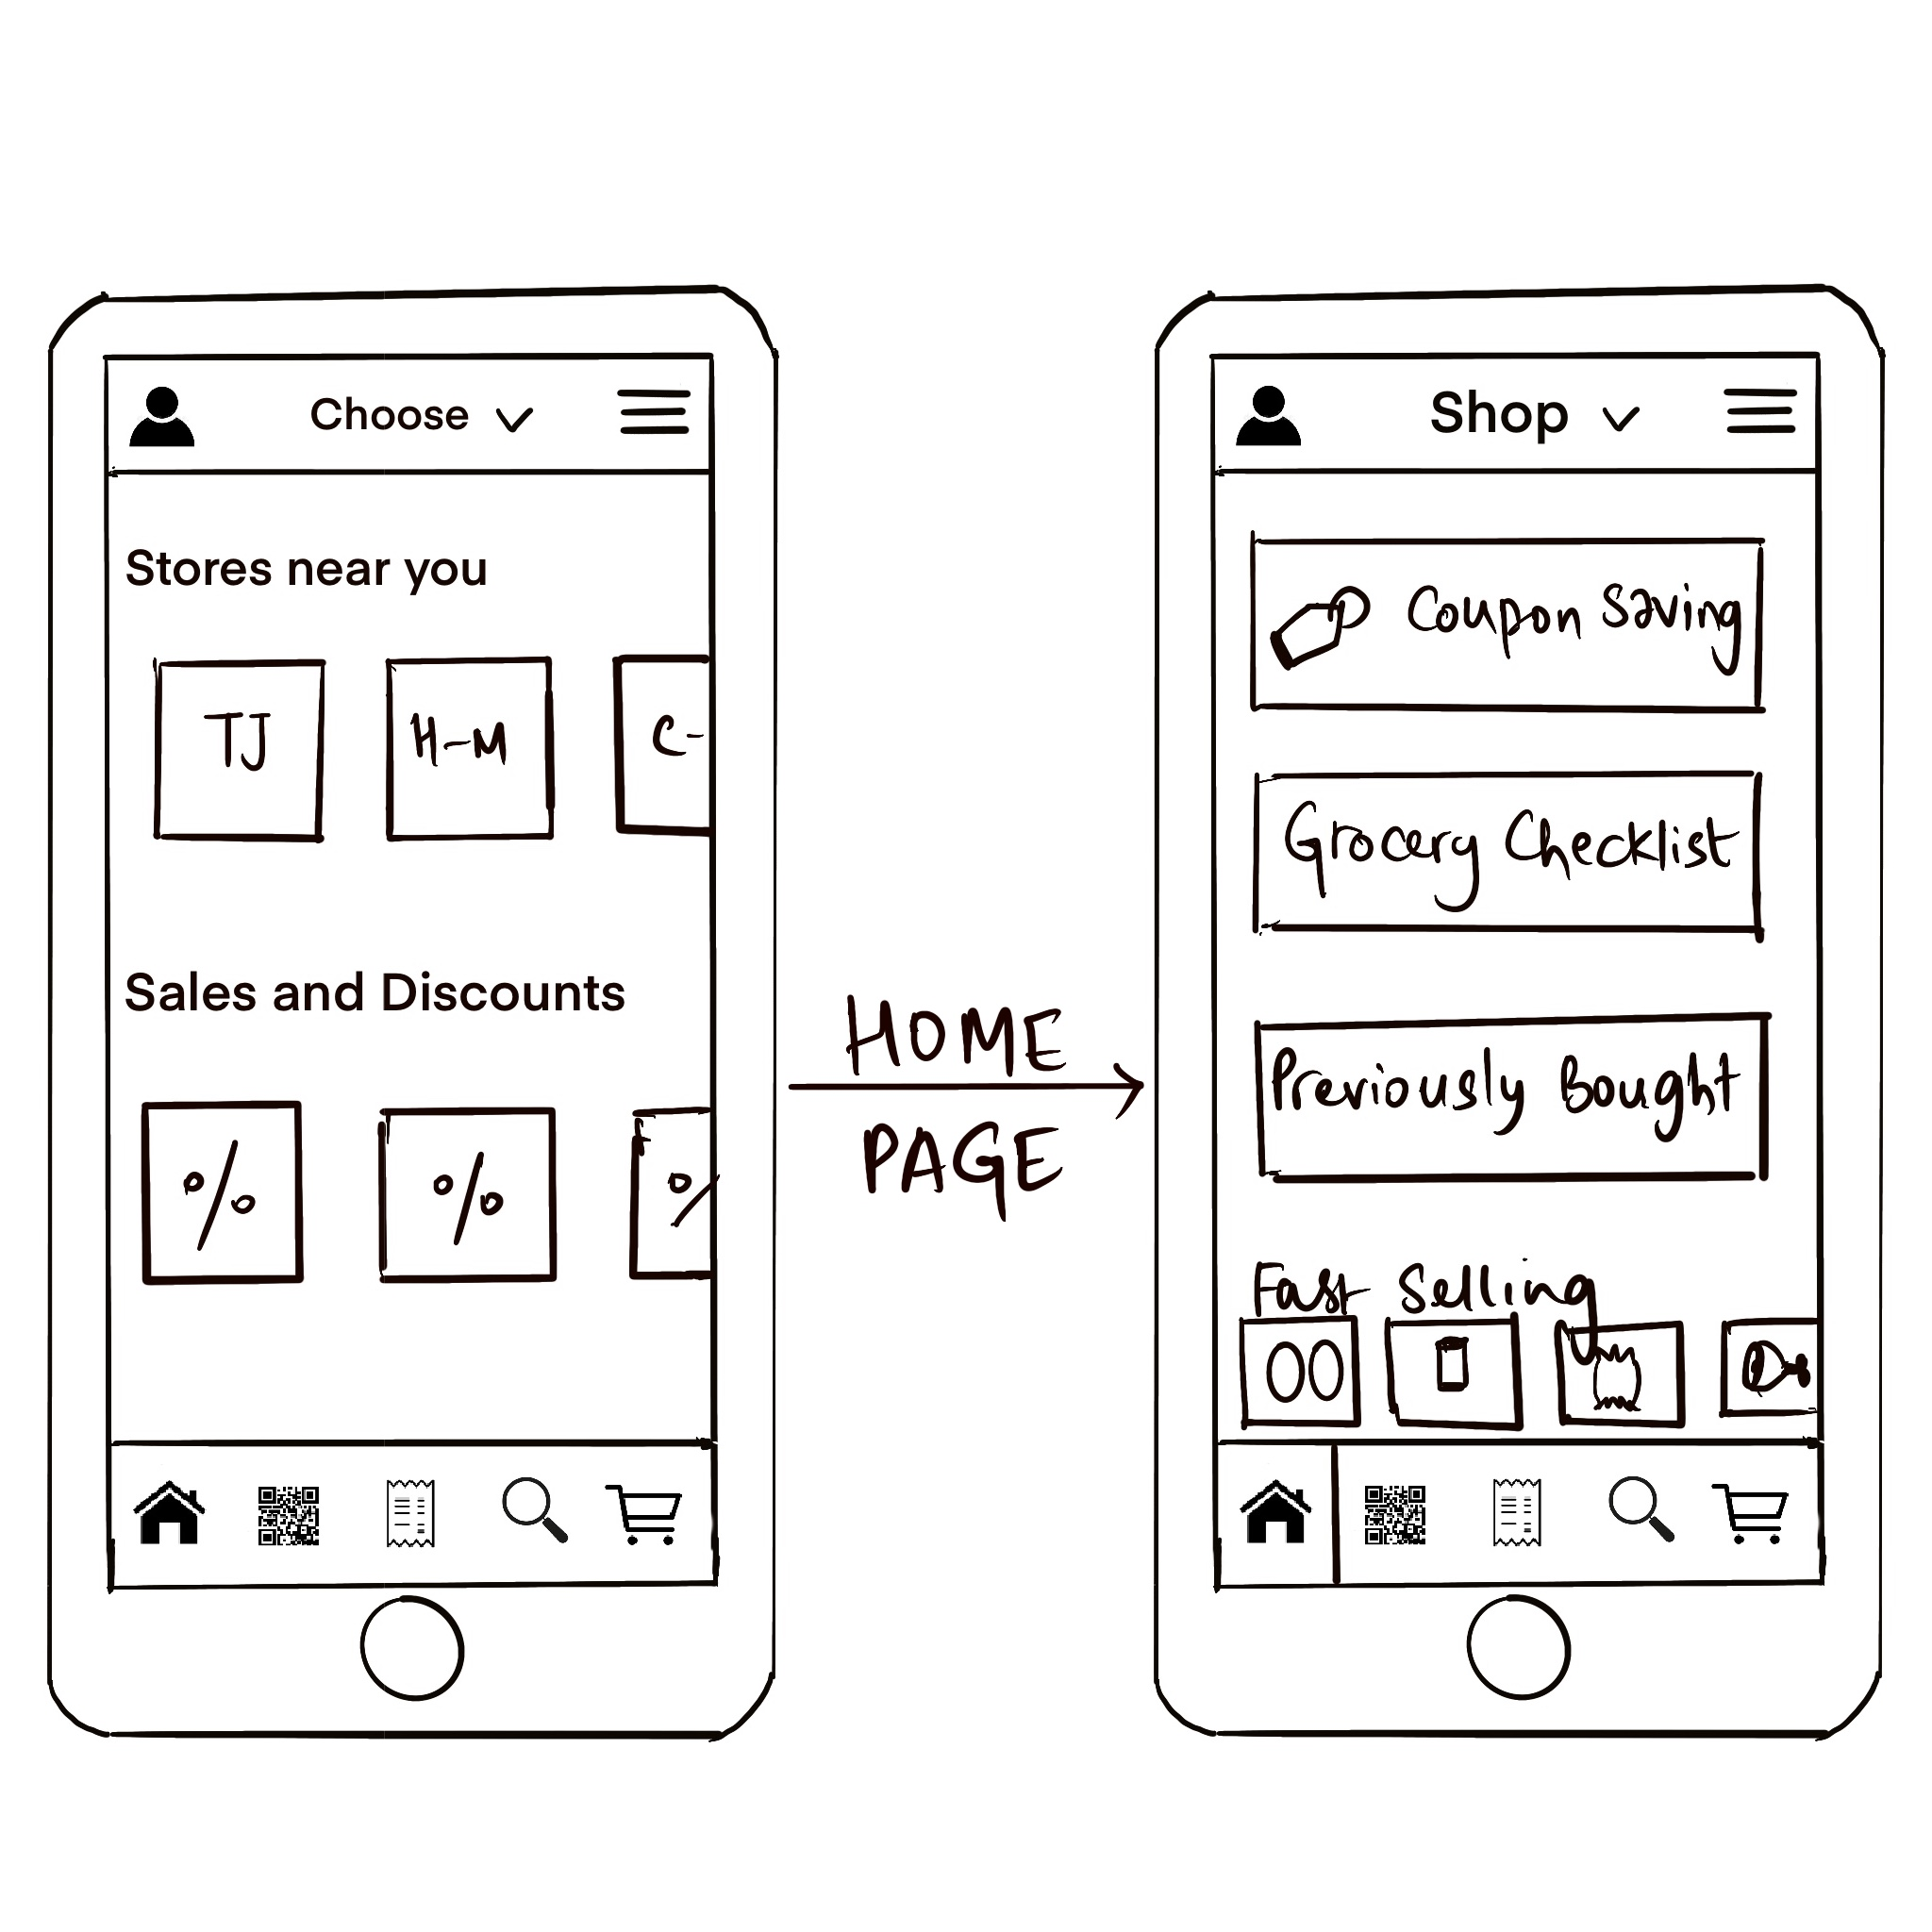 Choose
Stores near you
TJ
H-M
C-
Sales and Discounts
%
%
%
HOME
PAGE
Shop
Coupon Saving
Grocery Checklist
Previously Bought
Fast Selling